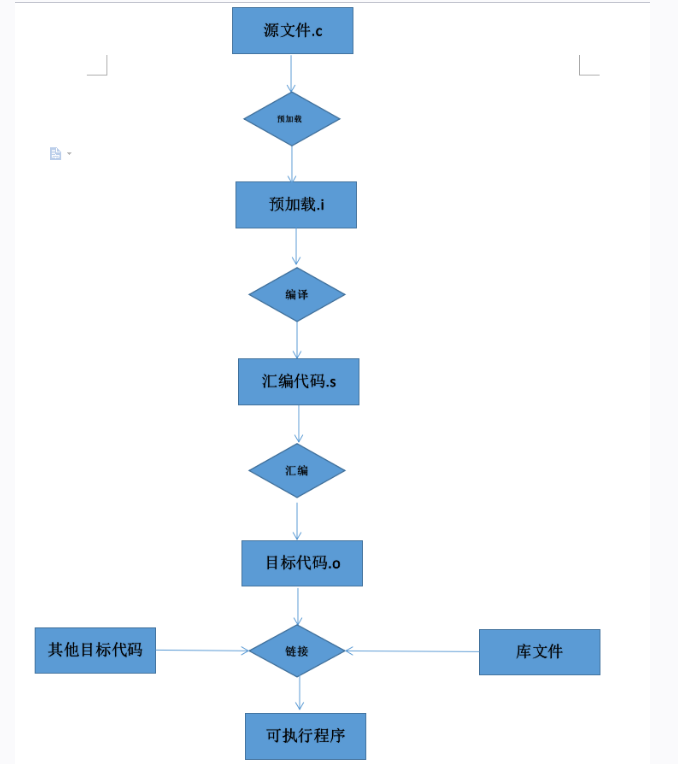 源文件.c
预加载
预加载.i
编译
汇编代码.s
汇编
目标代码.o
其他目标代码
链接
库文件
可执行程序